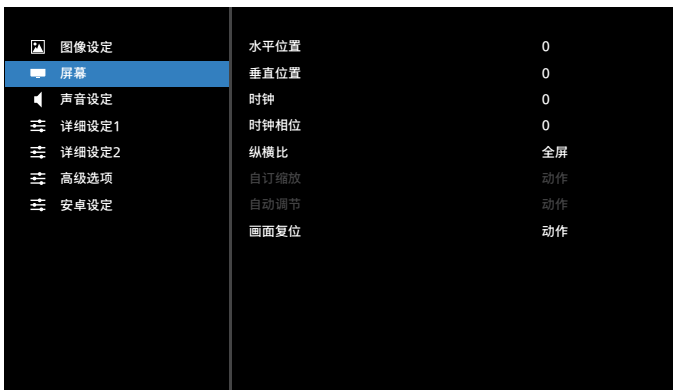 图像设定
屏幕
声音设定
详细设定1
详细设定2
高级选项
安卓设定
水平位置 0
垂直位置 0
时钟 0
时钟相位 0
纵横比 全屏
自订缩放 动作
自动调节 动作
画面复位 动作